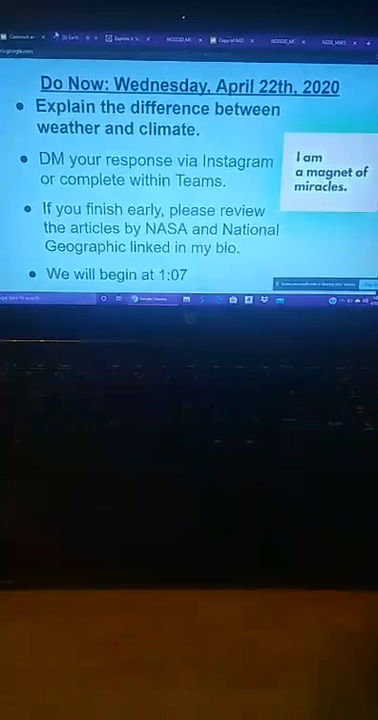 Do Now: Wednesday, April 22th, 2020
• Explain the difference between
weather and climate.
• DM your response via Instagram
or complete within Teams.
I am
a magnet of
miracles.
• If you finish early, please review
the articles by NASA and National
Geographic linked in my bio.
• We will begin at 1:07